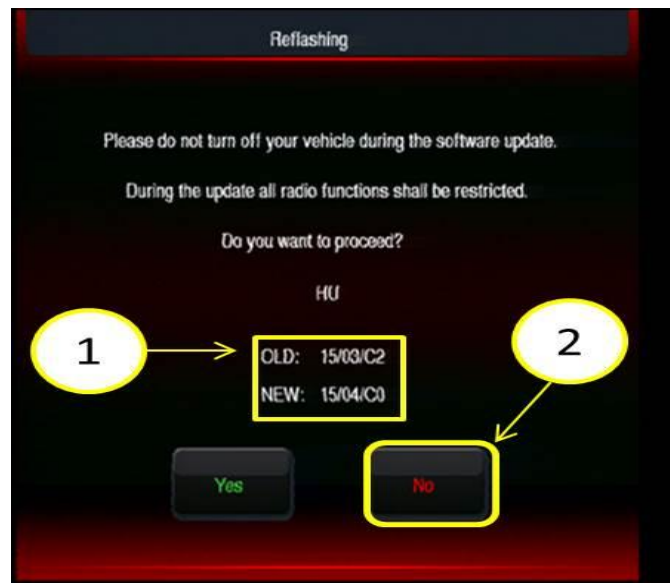 Reflashing
Please do not turn off your vehicle during the software update.
During the update all radio functions shall be restricted.
Do you want to proceed?
HU
1
2
OLD: 15/03/C2
NEW: 15/04/C0
Yes
No